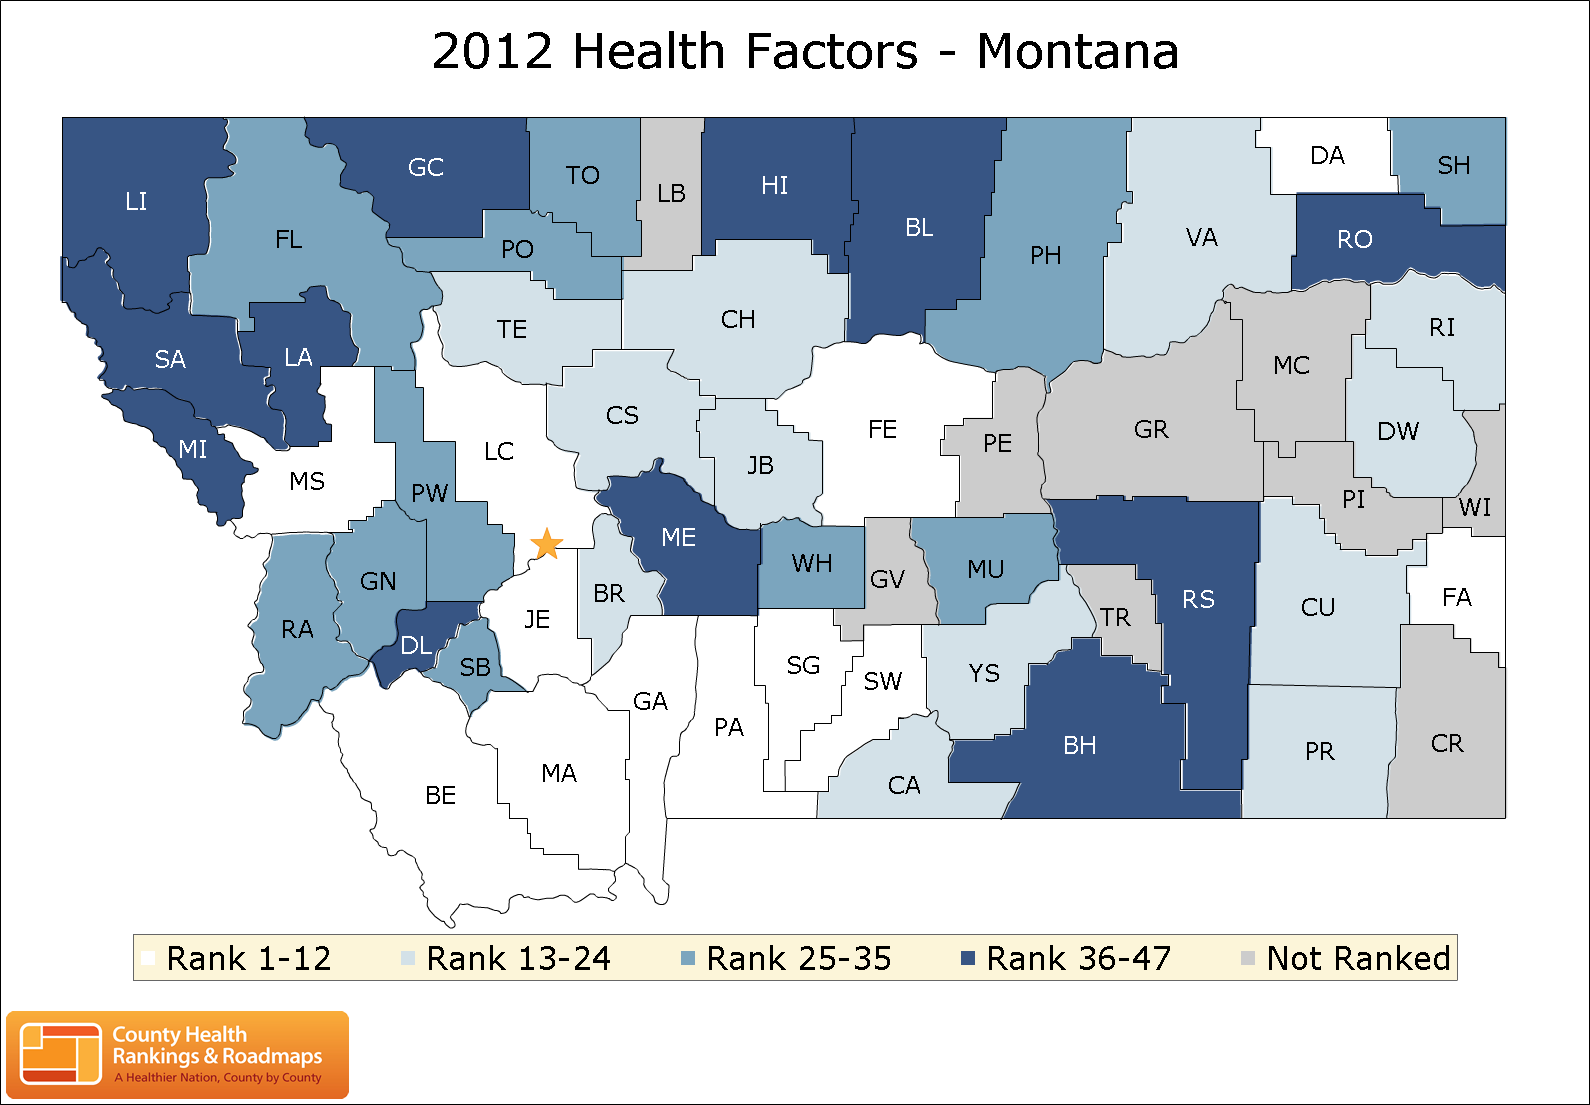 2012 Health Factors - Montana
LI
FL
GC
TO
LB
HI
BL
PH
VA
DA
SH
RO
PO
TE
CH
RI
SA
LA
MC
CS
FE
DW
MI
LC
JB
PE
GR
MS
PW
PI
WI
ME
WH
GV
MU
GN
BR
RS
CU
FA
RA
DL
JE
TR
SB
SG
SW
YS
GA
PA
BH
PR
CR
BE
MA
CA
Rank 1-12 Rank 13-24 Rank 25-35 Rank 36-47 Not Ranked
County Health
Rankings & Roadmaps
A Healthier Nation, County by County